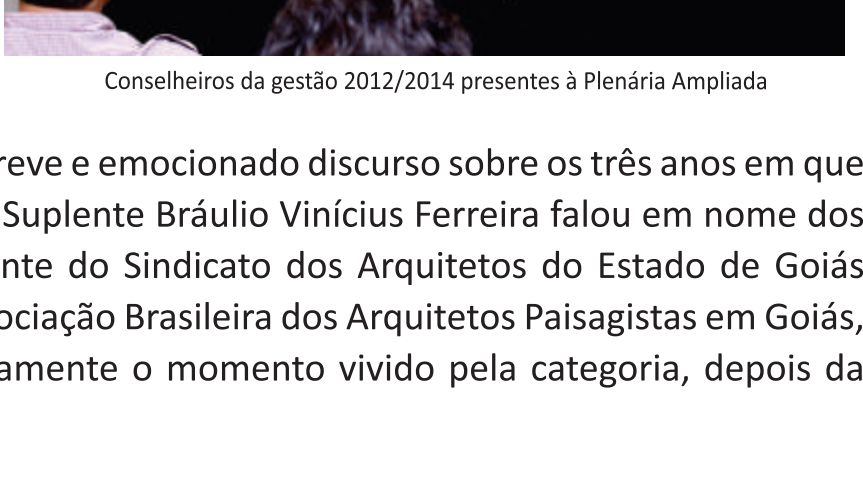 Conselheiros da gestão 2012/2014 presentes à Plenária Ampliada
reve e emocionado discurso sobre os três anos em que
Suplente Bráulio Vinícius Ferreira falou em nome dos
nte do Sindicato dos Arquitetos do Estado de Goiás
ociação Brasileira dos Arquitetos Paisagistas em Goiás,
amente o momento vivido pela categoria, depois da